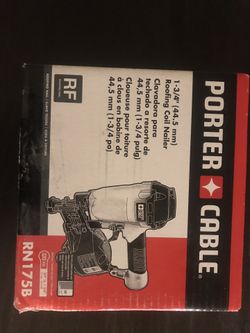 PORTER
CABLE
RN175B
1-3/4" (44.5 mm)
Roofing Coil Nailer
Clavadora para
techado a resorte de
44,5 mm (1-3/4 pulg)
Cloueuse pour toiture
à clous en bobine de
44,5 mm (1-3/4 po)
RF